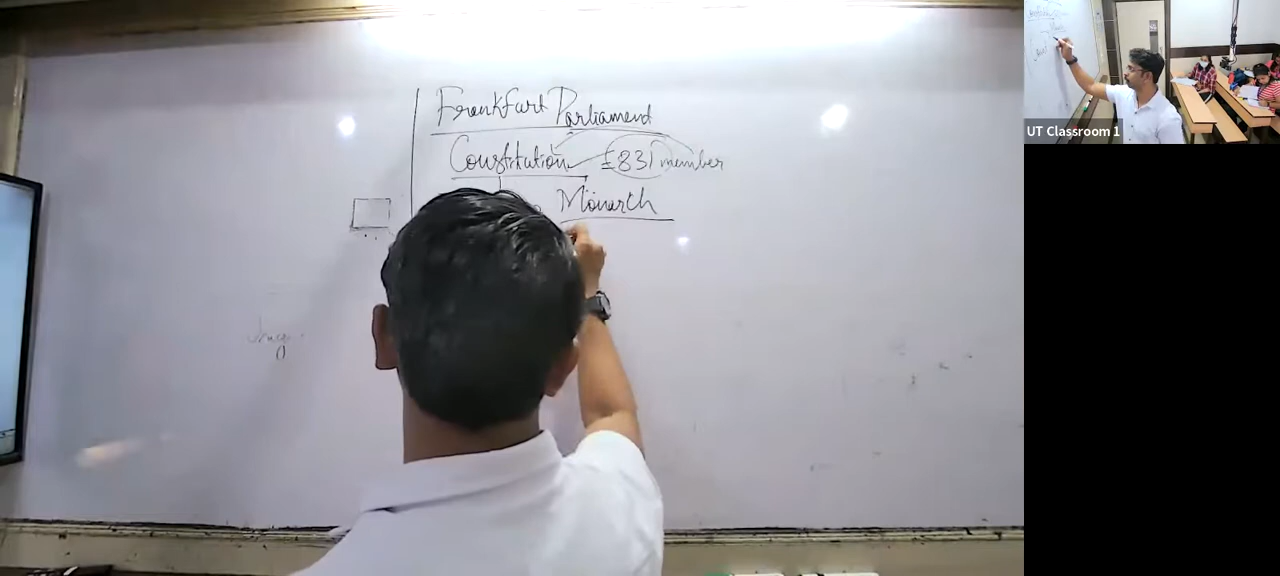 Frankfurt Parliament
Constitution 831 member
Monarch
UT Classroom 1